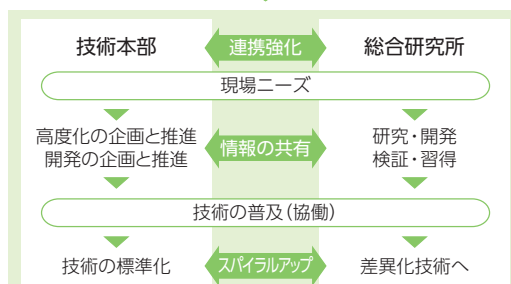 技術本部
連携強化
総合研究所
現場ニーズ
高度化の企画と推進
開発の企画と推進
情報の共有
研究・開発
検証・習得
技術の普及(協働)
技術の標準化
スパイラルアップ
差異化技術へ